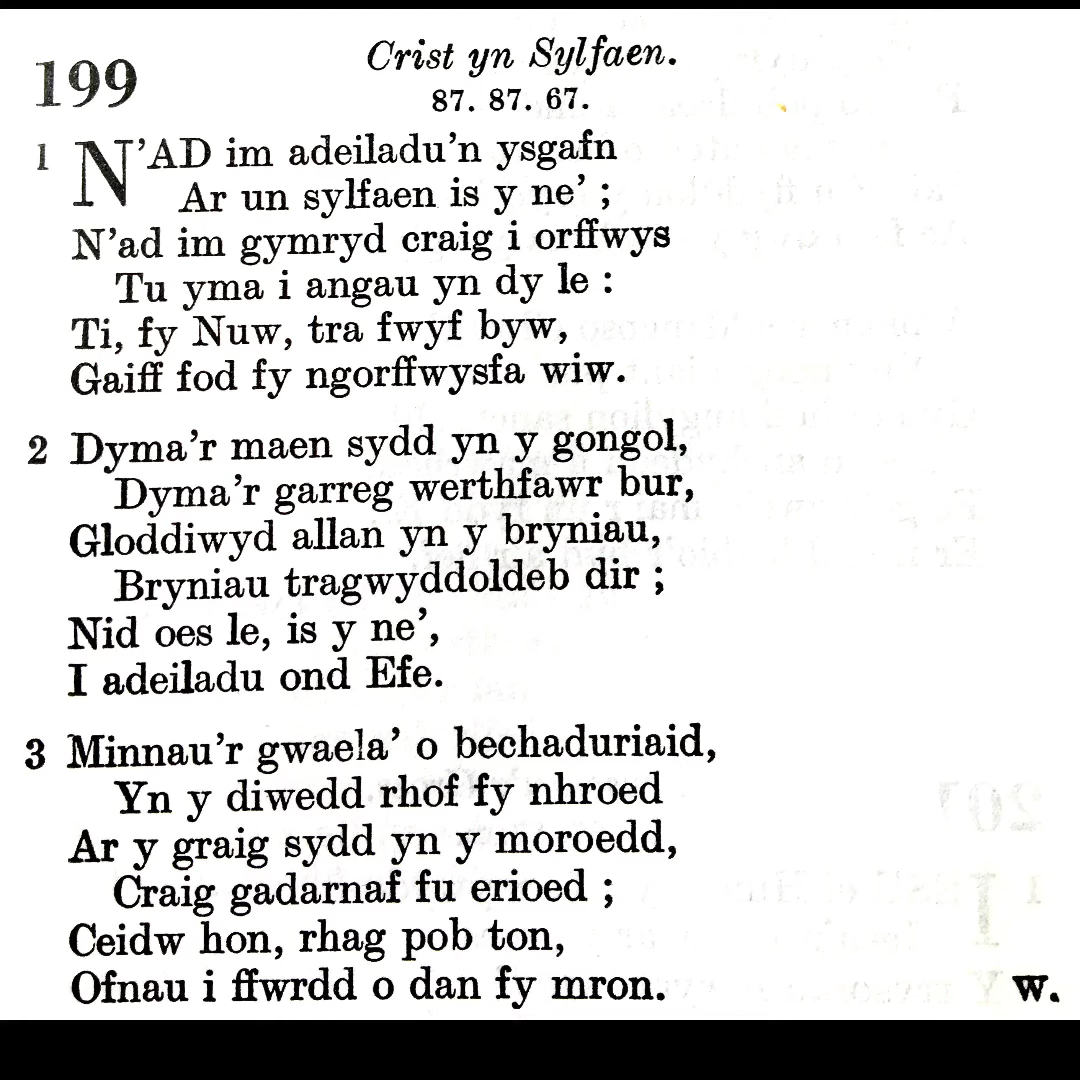 199
Crist yn Sylfaen.
87. 87. 67.
1 N’AD im adeiladu’n ysgafn
Ar un sylfaen is y ne’ ;
N’ad im gymryd craig i orffwys
Tu yma i angau yn dy le :
Ti, fy Nuw, tra fwyf byw,
Gaiff fod fy ngorffwysfa wiw.
2 Dyma’r maen sydd yn y gongol,
Dyma’r garreg werthfawr bur,
Gloddiwyd allan yn y bryniau,
Bryniau tragwyddoldeb dir ;
Nid oes le, is y ne’,
I adeiladu ond Efe.
3 Minnau’r gwaela’ o bechaduriaid,
Yn y diwedd rhof fy nhroed
Ar y graig sydd yn y moroedd,
Craig gadarnaf fu erioed ;
Ceidw hon, rhag pob ton,
Ofnau i ffwrdd o dan fy mron.
W.